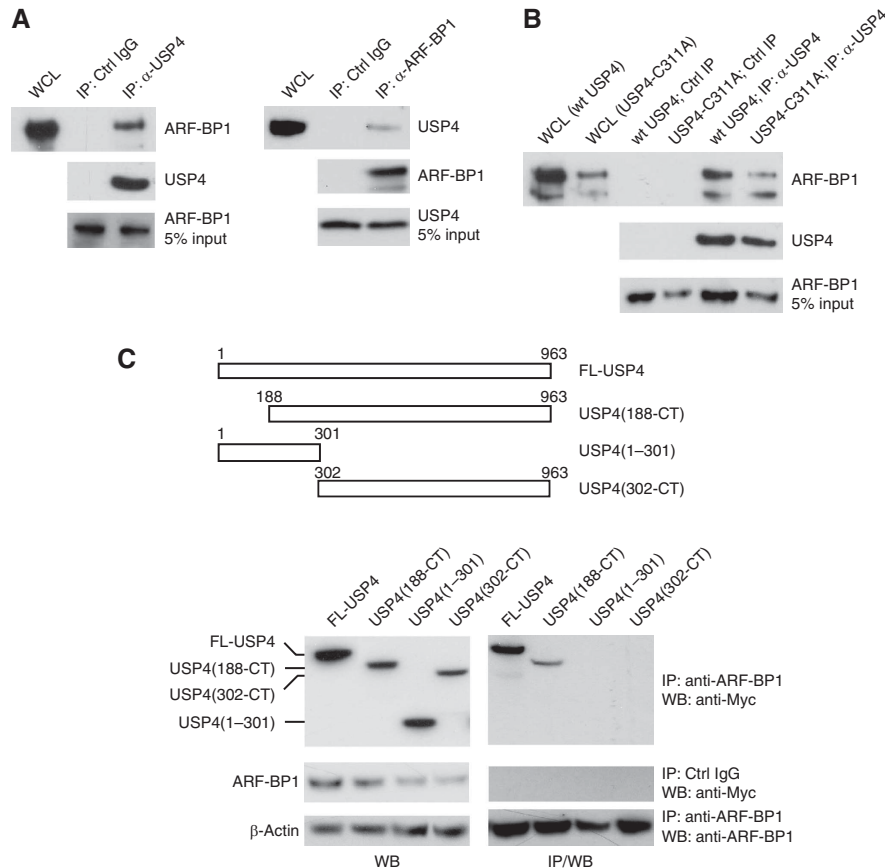 A
WCL
IP: Ctrl IgG
IP: α-USP4
ARF-BP1
USP4
ARF-BP1
5% input
WCL
IP: Ctrl IgG
IP: α-ARF-BP1
USP4
ARF-BP1
USP4
5% input
B
WCL (wt USP4)
WCL (USP4-C311A)
wt USP4; Ctrl IP
USP4-C311A; Ctrl IP
wt USP4; IP: α-USP4
USP4-C311A; IP: α-USP4
ARF-BP1
USP4
ARF-BP1
5% input
C
1 963
FL-USP4
188 963
USP4(188-CT)
1 301
USP4(1–301)
302 963
USP4(302-CT)
FL-USP4
USP4(188-CT)
USP4(1–301)
USP4(302-CT)
FL-USP4
USP4(188-CT)
USP4(1–301)
USP4(302-CT)
FL-USP4
USP4(188-CT)
USP4(302-CT)
USP4(1–301)
IP: anti-ARF-BP1
WB: anti-Myc
ARF-BP1
IP: Ctrl IgG
WB: anti-Myc
β-Actin
IP: anti-ARF-BP1
WB: anti-ARF-BP1
WB
IP/WB